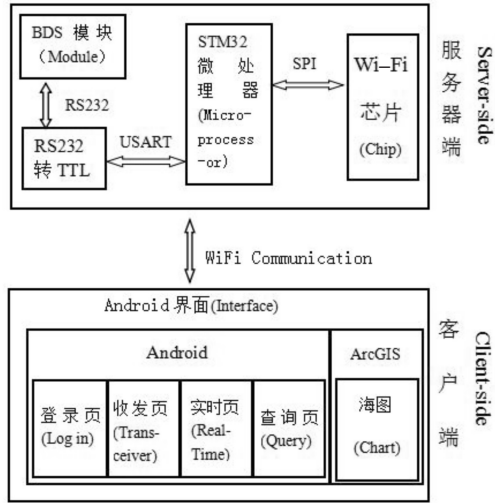 BDS 模块
(Module)
RS232
RS232
转TTL
USART
STM32
微处
理器
(Micro-
process
-or)
SPI
Wi–Fi
芯片
(Chip)
服务器端
Server-side
WiFi Communication
Android界面(Interface)
Android
ArcGIS
登录页
(Log in)
收发页
(Trans-
ceiver)
实时页
(Real-
Time)
查询页
(Query)
海图
(Chart)
客户端
Client-side